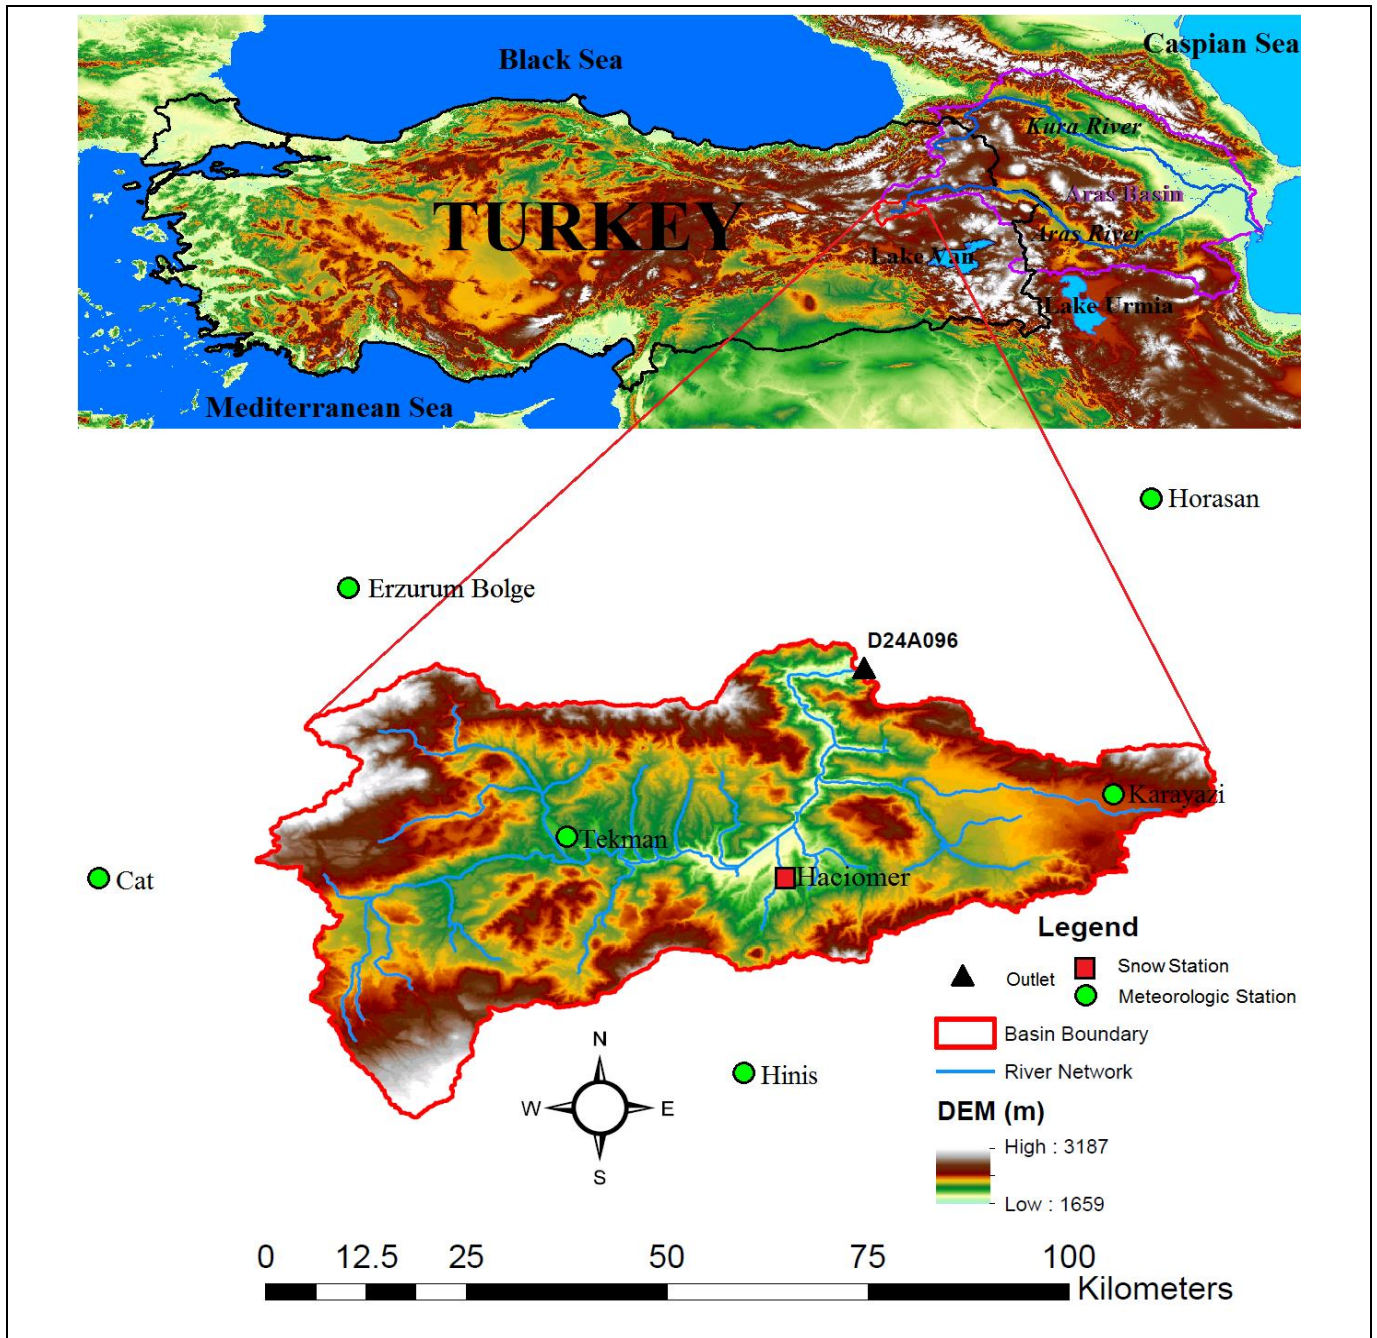 Black Sea
Caspian Sea
Kura River
TURKEY
Aras Basin
Aras River
Lake Van
Lake Urmia
Mediterranean Sea
Horasan
Erzurum Bolge
D24A096
Karayazi
Tekman
Cat
Haciomer
Legend
Outlet
Snow Station
Meteorologic Station
Basin Boundary
N
Hinis
River Network
W E
DEM (m)
High : 3187
S
Low : 1659
0 12.5 25 50 75 100
Kilometers